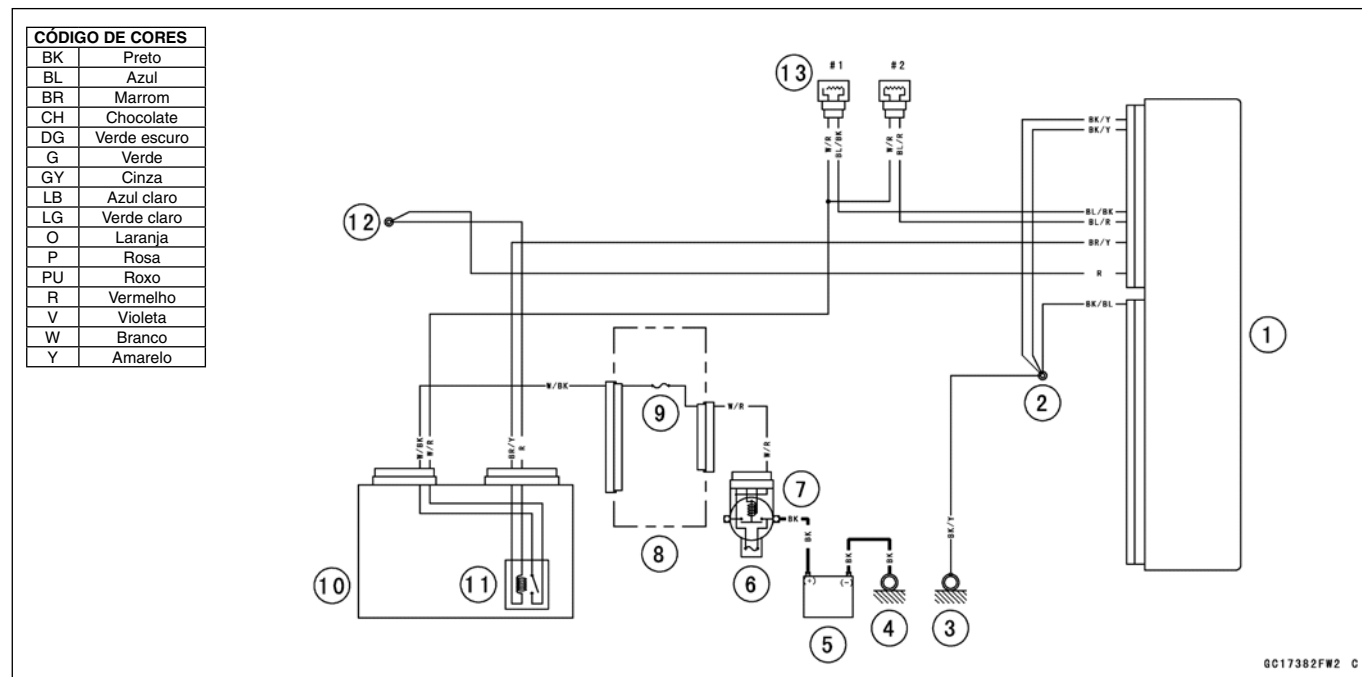 CÓDIGO DE CORES
BK Preto
BL Azul
BR Marrom
CH Chocolate
DG Verde escuro
G Verde
GY Cinza
LB Azul claro
LG Verde claro
O Laranja
P Rosa
PU Roxo
R Vermelho
V Violeta
W Branco
Y Amarelo
13 #1 #2
W/R BL/BK W/R BL/R
BK/Y
BK/Y
12
BL/BK
BL/R
BR/Y
R
BK/BL
1
2
W/BK
9
W/R
W/BK W/R BR/Y R
W/R
7
BK
BK
BK BK
BK/Y
8
6
10
11
(+) (-)
5
4
3
GC17382FW2 C